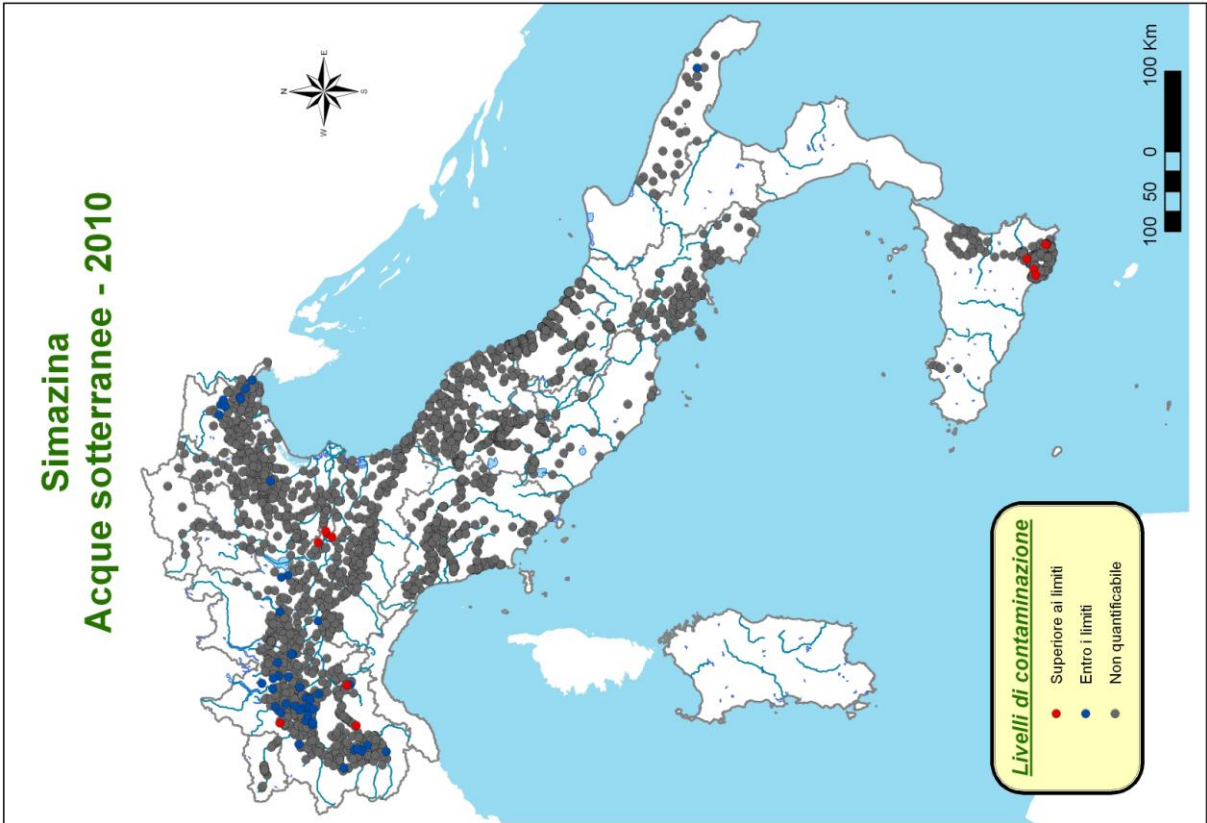 Simazina
Acque sotterranee - 2010
N
W
E
S
100 50 0 100 Km
Livelli di contaminazione
Superiore ai limiti
Entro i limiti
Non quantificabile